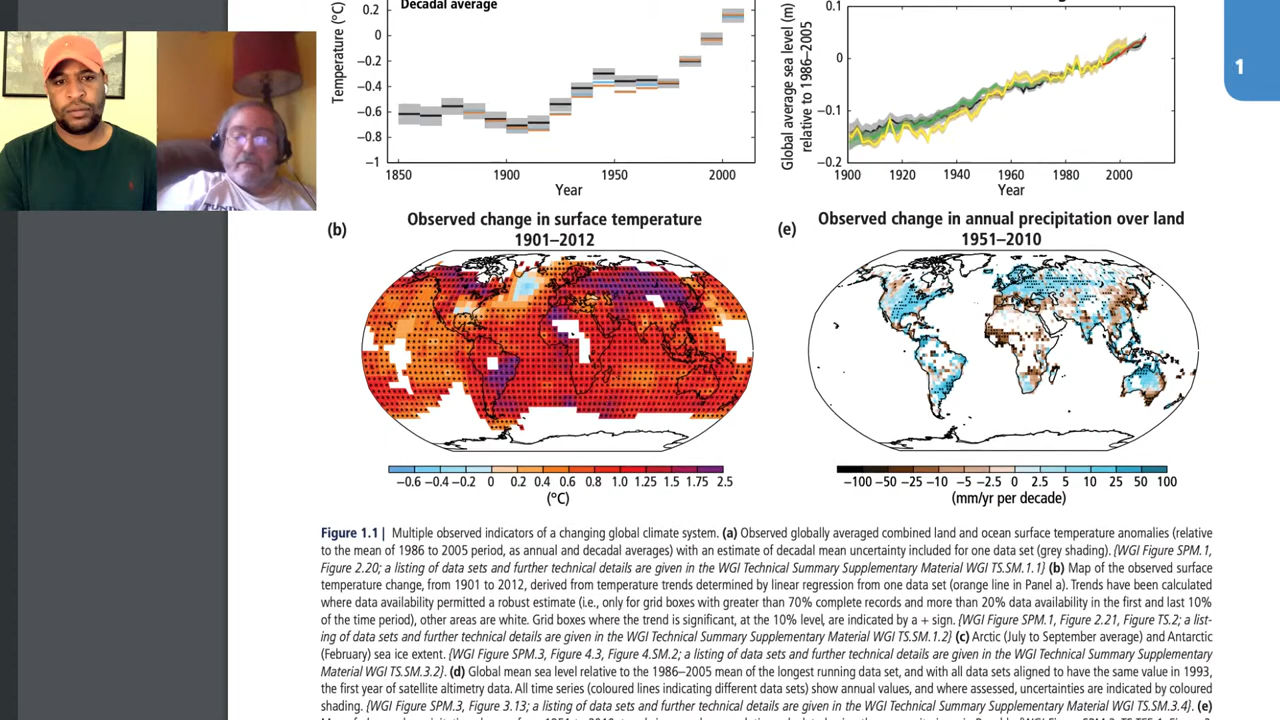 Decadal average
Temperature (°C)
0.2
0
−0.2
−0.4
−0.6
−0.8
−1
1850
1900
1950
2000
Year
Global average sea level (m)
relative to 1986–2005
0.1
0
−0.1
−0.2
1900
1920
1940
1960
1980
2000
Year
1
(b)
Observed change in surface temperature
1901–2012
−0.6 −0.4 −0.2 0 0.2 0.4 0.6 0.8 1.0 1.25 1.5 1.75 2.5
(°C)
(e)
Observed change in annual precipitation over land
1951–2010
−100 −50 −25 −10 −5 −2.5 0 2.5 5 10 25 50 100
(mm/yr per decade)
Figure 1.1 | Multiple observed indicators of a changing global climate system. (a) Observed globally averaged combined land and ocean surface temperature anomalies (relative
to the mean of 1986 to 2005 period, as annual and decadal averages) with an estimate of decadal mean uncertainty included for one data set (grey shading). {WGI Figure SPM.1,
Figure 2.20; a listing of data sets and further technical details are given in the WGI Technical Summary Supplementary Material WGI TS.SM.1.1} (b) Map of the observed surface
temperature change, from 1901 to 2012, derived from temperature trends determined by linear regression from one data set (orange line in Panel a). Trends have been calculated
where data availability permitted a robust estimate (i.e., only for grid boxes with greater than 70% complete records and more than 20% data availability in the first and last 10%
of the time period), other areas are white. Grid boxes where the trend is significant, at the 10% level, are indicated by a + sign. {WGI Figure SPM.1, Figure 2.21, Figure TS.2; a list-
ing of data sets and further technical details are given in the WGI Technical Summary Supplementary Material WGI TS.SM.1.2} (c) Arctic (July to September average) and Antarctic
(February) sea ice extent. {WGI Figure SPM.3, Figure 4.3, Figure 4.SM.2; a listing of data sets and further technical details are given in the WGI Technical Summary Supplementary
Material WGI TS.SM.3.2}. (d) Global mean sea level relative to the 1986–2005 mean of the longest running data set, and with all data sets aligned to have the same value in 1993,
the first year of satellite altimetry data. All time series (coloured lines indicating different data sets) show annual values, and where assessed, uncertainties are indicated by coloured
shading. {WGI Figure SPM.3, Figure 3.13; a listing of data sets and further technical details are given in the WGI Technical Summary Supplementary Material WGI TS.SM.3.4}. (e)